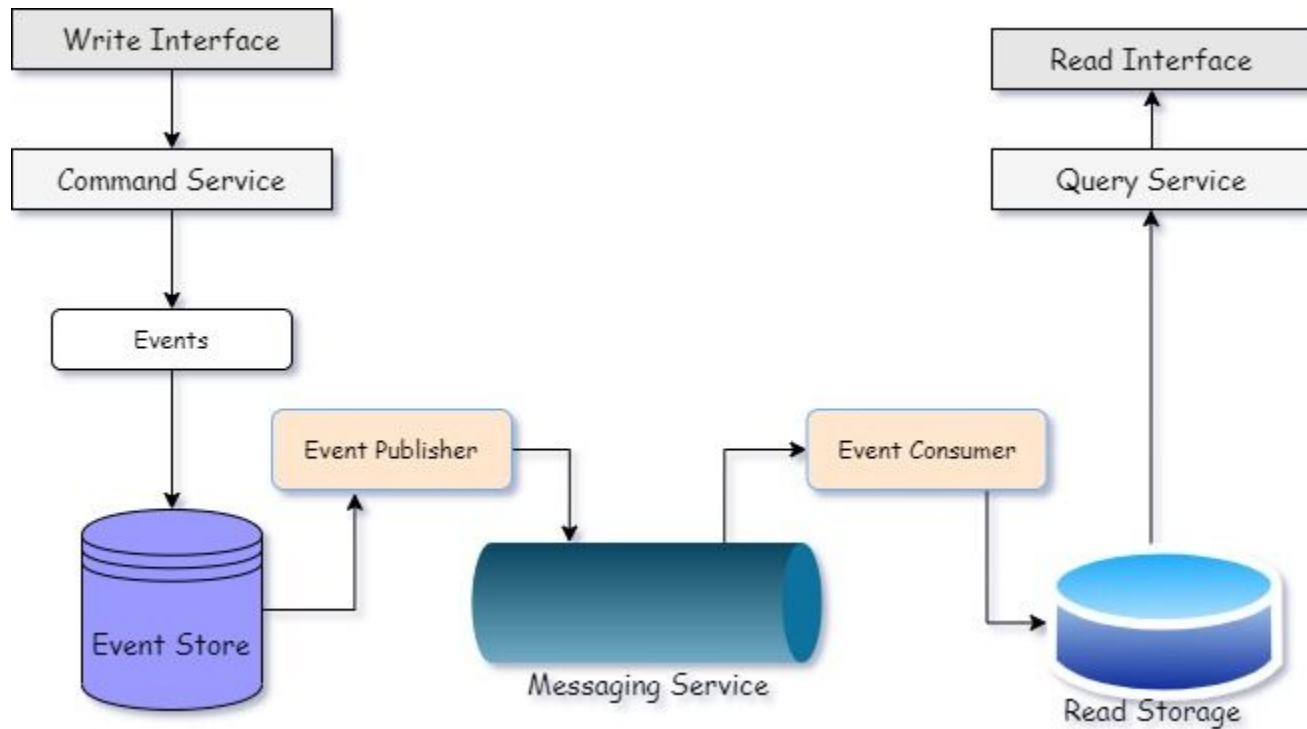 Write Interface
Read Interface
Command Service
Query Service
Events
Event Publisher
Event Consumer
Event Store
Messaging Service
Read Storage